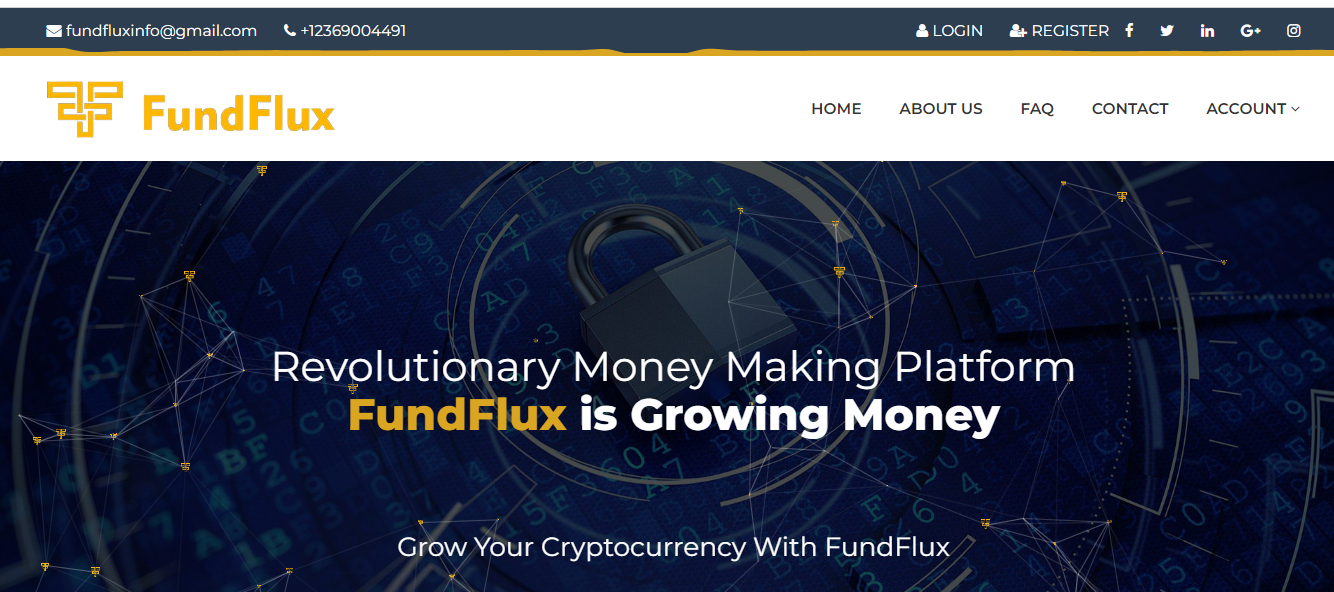 fundfluxinfo@gmail.com +12369004491 LOGIN REGISTER
FundFlux
HOME ABOUT US FAQ CONTACT ACCOUNT
Revolutionary Money Making Platform
FundFlux is Growing Money
Grow Your Cryptocurrency With FundFlux